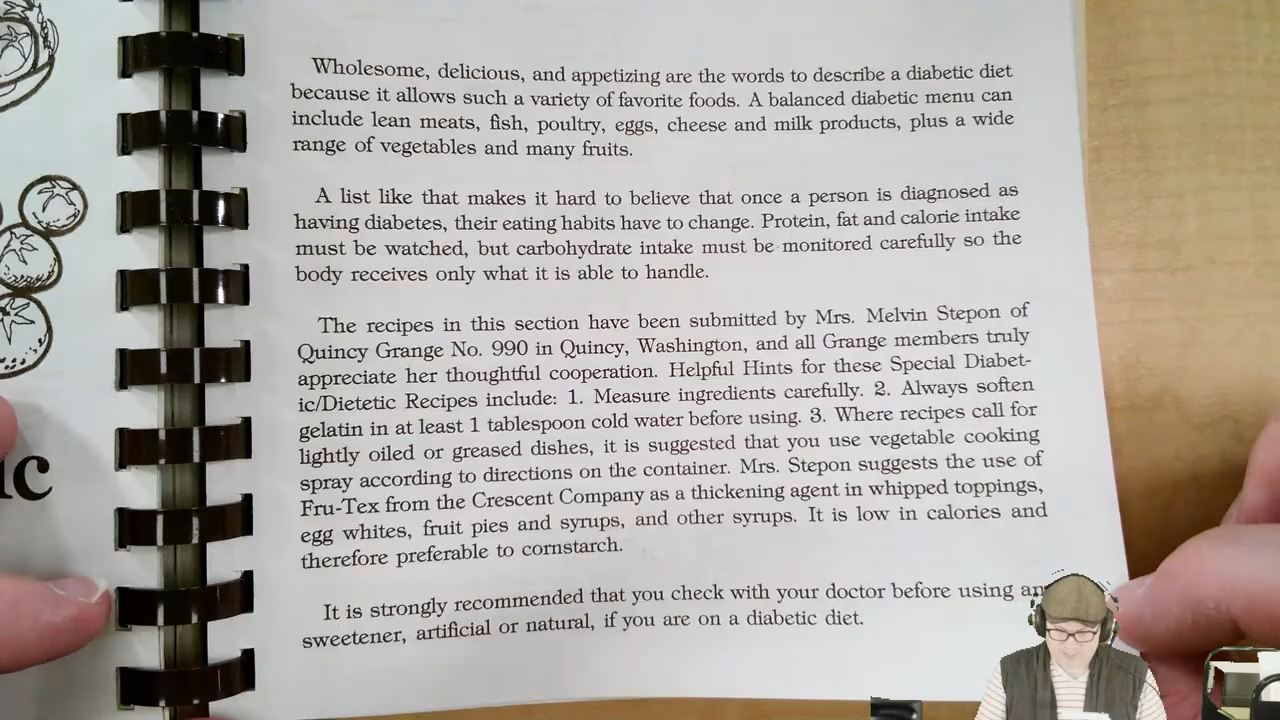 Wholesome, delicious, and appetizing are the words to describe a diabetic diet
because it allows such a variety of favorite foods. A balanced diabetic menu can
include lean meats, fish, poultry, eggs, cheese and milk products, plus a wide
range of vegetables and many fruits.
A list like that makes it hard to believe that once a person is diagnosed as
having diabetes, their eating habits have to change. Protein, fat and calorie intake
must be watched, but carbohydrate intake must be monitored carefully so the
body receives only what it is able to handle.
The recipes in this section have been submitted by Mrs. Melvin Stepon of
Quincy Grange No. 990 in Quincy, Washington, and all Grange members truly
appreciate her thoughtful cooperation. Helpful Hints for these Special Diabet-
ic/Dietetic Recipes include: 1. Measure ingredients carefully. 2. Always soften
gelatin in at least 1 tablespoon cold water before using. 3. Where recipes call for
lightly oiled or greased dishes, it is suggested that you use vegetable cooking
spray according to directions on the container. Mrs. Stepon suggests the use of
Fru-Tex from the Crescent Company as a thickening agent in whipped toppings,
egg whites, fruit pies and syrups, and other syrups. It is low in calories and
therefore preferable to cornstarch.
It is strongly recommended that you check with your doctor before using
sweetener, artificial or natural, if you are on a diabetic diet.